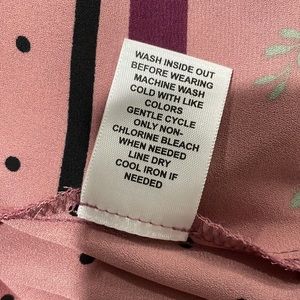 WASH INSIDE OUT
BEFORE WEARING
MACHINE WASH
COLD WITH LIKE
COLORS
GENTLE CYCLE
ONLY NON-
CHLORINE BLEACH
WHEN NEEDED
LINE DRY
COOL IRON IF
NEEDED